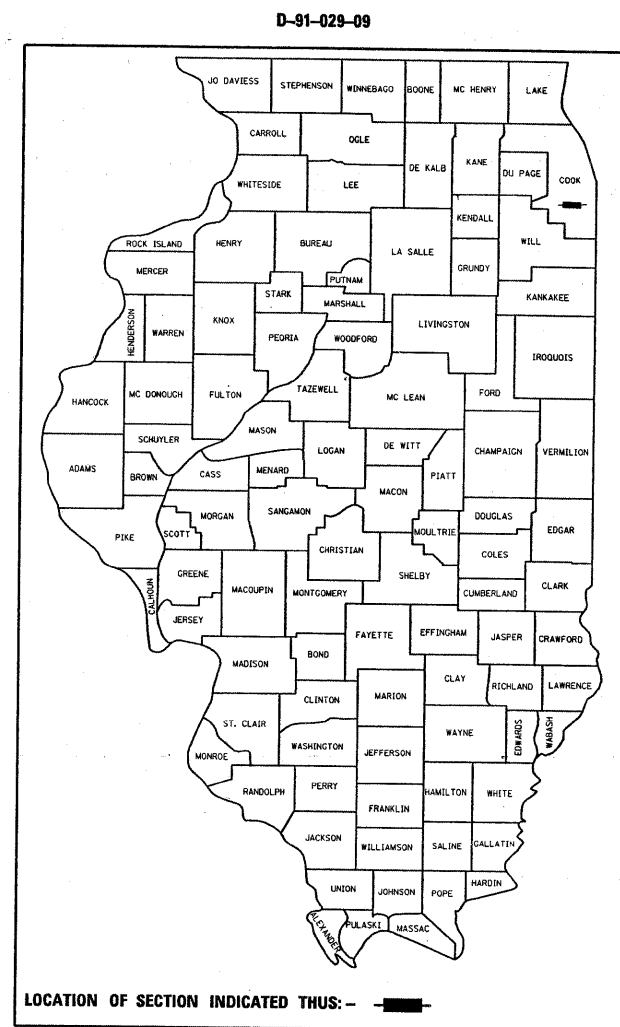 D-91-029-09
JO DAVIESS STEPHENSON WINNEBAGO BOONE MC HENRY LAKE
CARROLL OGLE
DE KALB KANE DU PAGE COOK
WHITESIDE LEE
KENDALL
ROCK ISLAND HENRY BUREAU LA SALLE GRUNDY WILL
MERCER PUTNAM
STARK MARSHALL KANKAKEE
HENDERSON WARREN KNOX PEORIA WOODFORD LIVINGSTON
IROQUOIS
HANCOCK MC DONOUGH FULTON TAZEWELL MC LEAN FORD
MASON
SCHUYLER LOGAN DE WITT CHAMPAIGN VERMILION
ADAMS BROWN CASS MENARD PIATT
MACON
MORGAN SANGAMON DOUGLAS
PIKE SCOTT CHRISTIAN MOULTRIE EDGAR
COLES
GREENE MACOUPIN MONTGOMERY SHELBY
CALHOUN CUMBERLAND CLARK
JERSEY
FAYETTE EFFINGHAM JASPER CRAWFORD
MADISON BOND
CLAY RICHLAND LAWRENCE
CLINTON MARION
ST. CLAIR WAYNE EDWARDS WABASH
MONROE WASHINGTON JEFFERSON
RANDOLPH PERRY HAMILTON WHITE
FRANKLIN
JACKSON WILLIAMSON SALINE GALLATIN
UNION JOHNSON POPE HARDIN
ALEXANDER PULASKI MASSAC
LOCATION OF SECTION INDICATED THUS: -